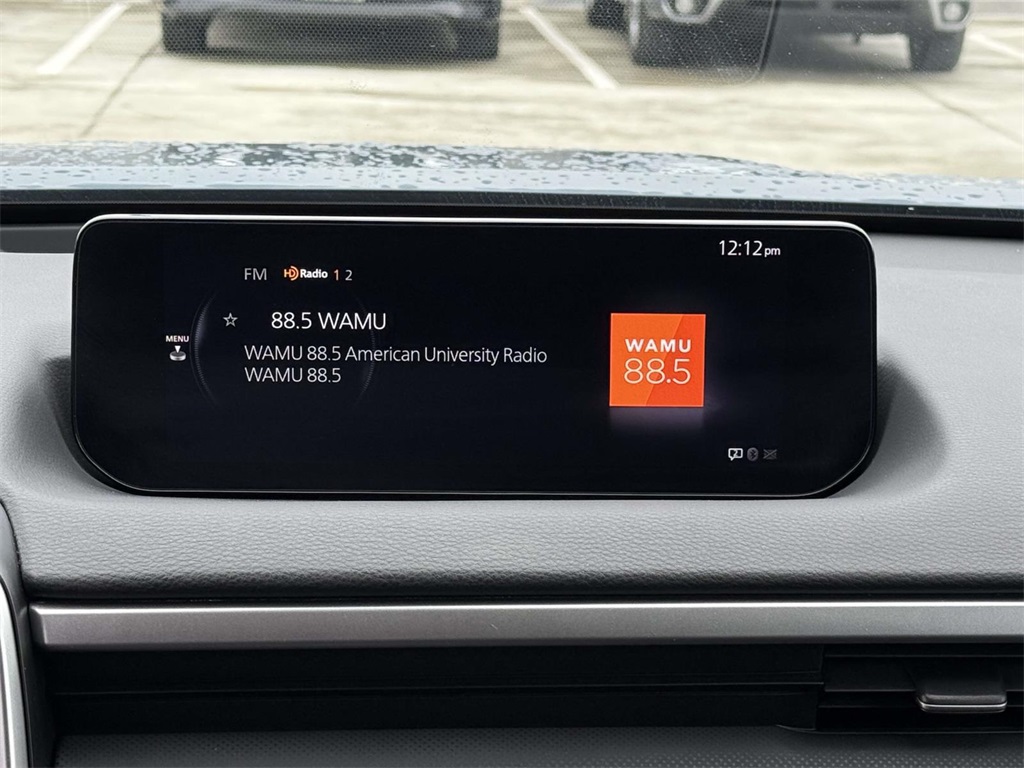 12:12pm
FM HD Radio 1 2
☆ 88.5 WAMU
MENU
WAMU 88.5 American University Radio
WAMU 88.5
WAMU
88.5